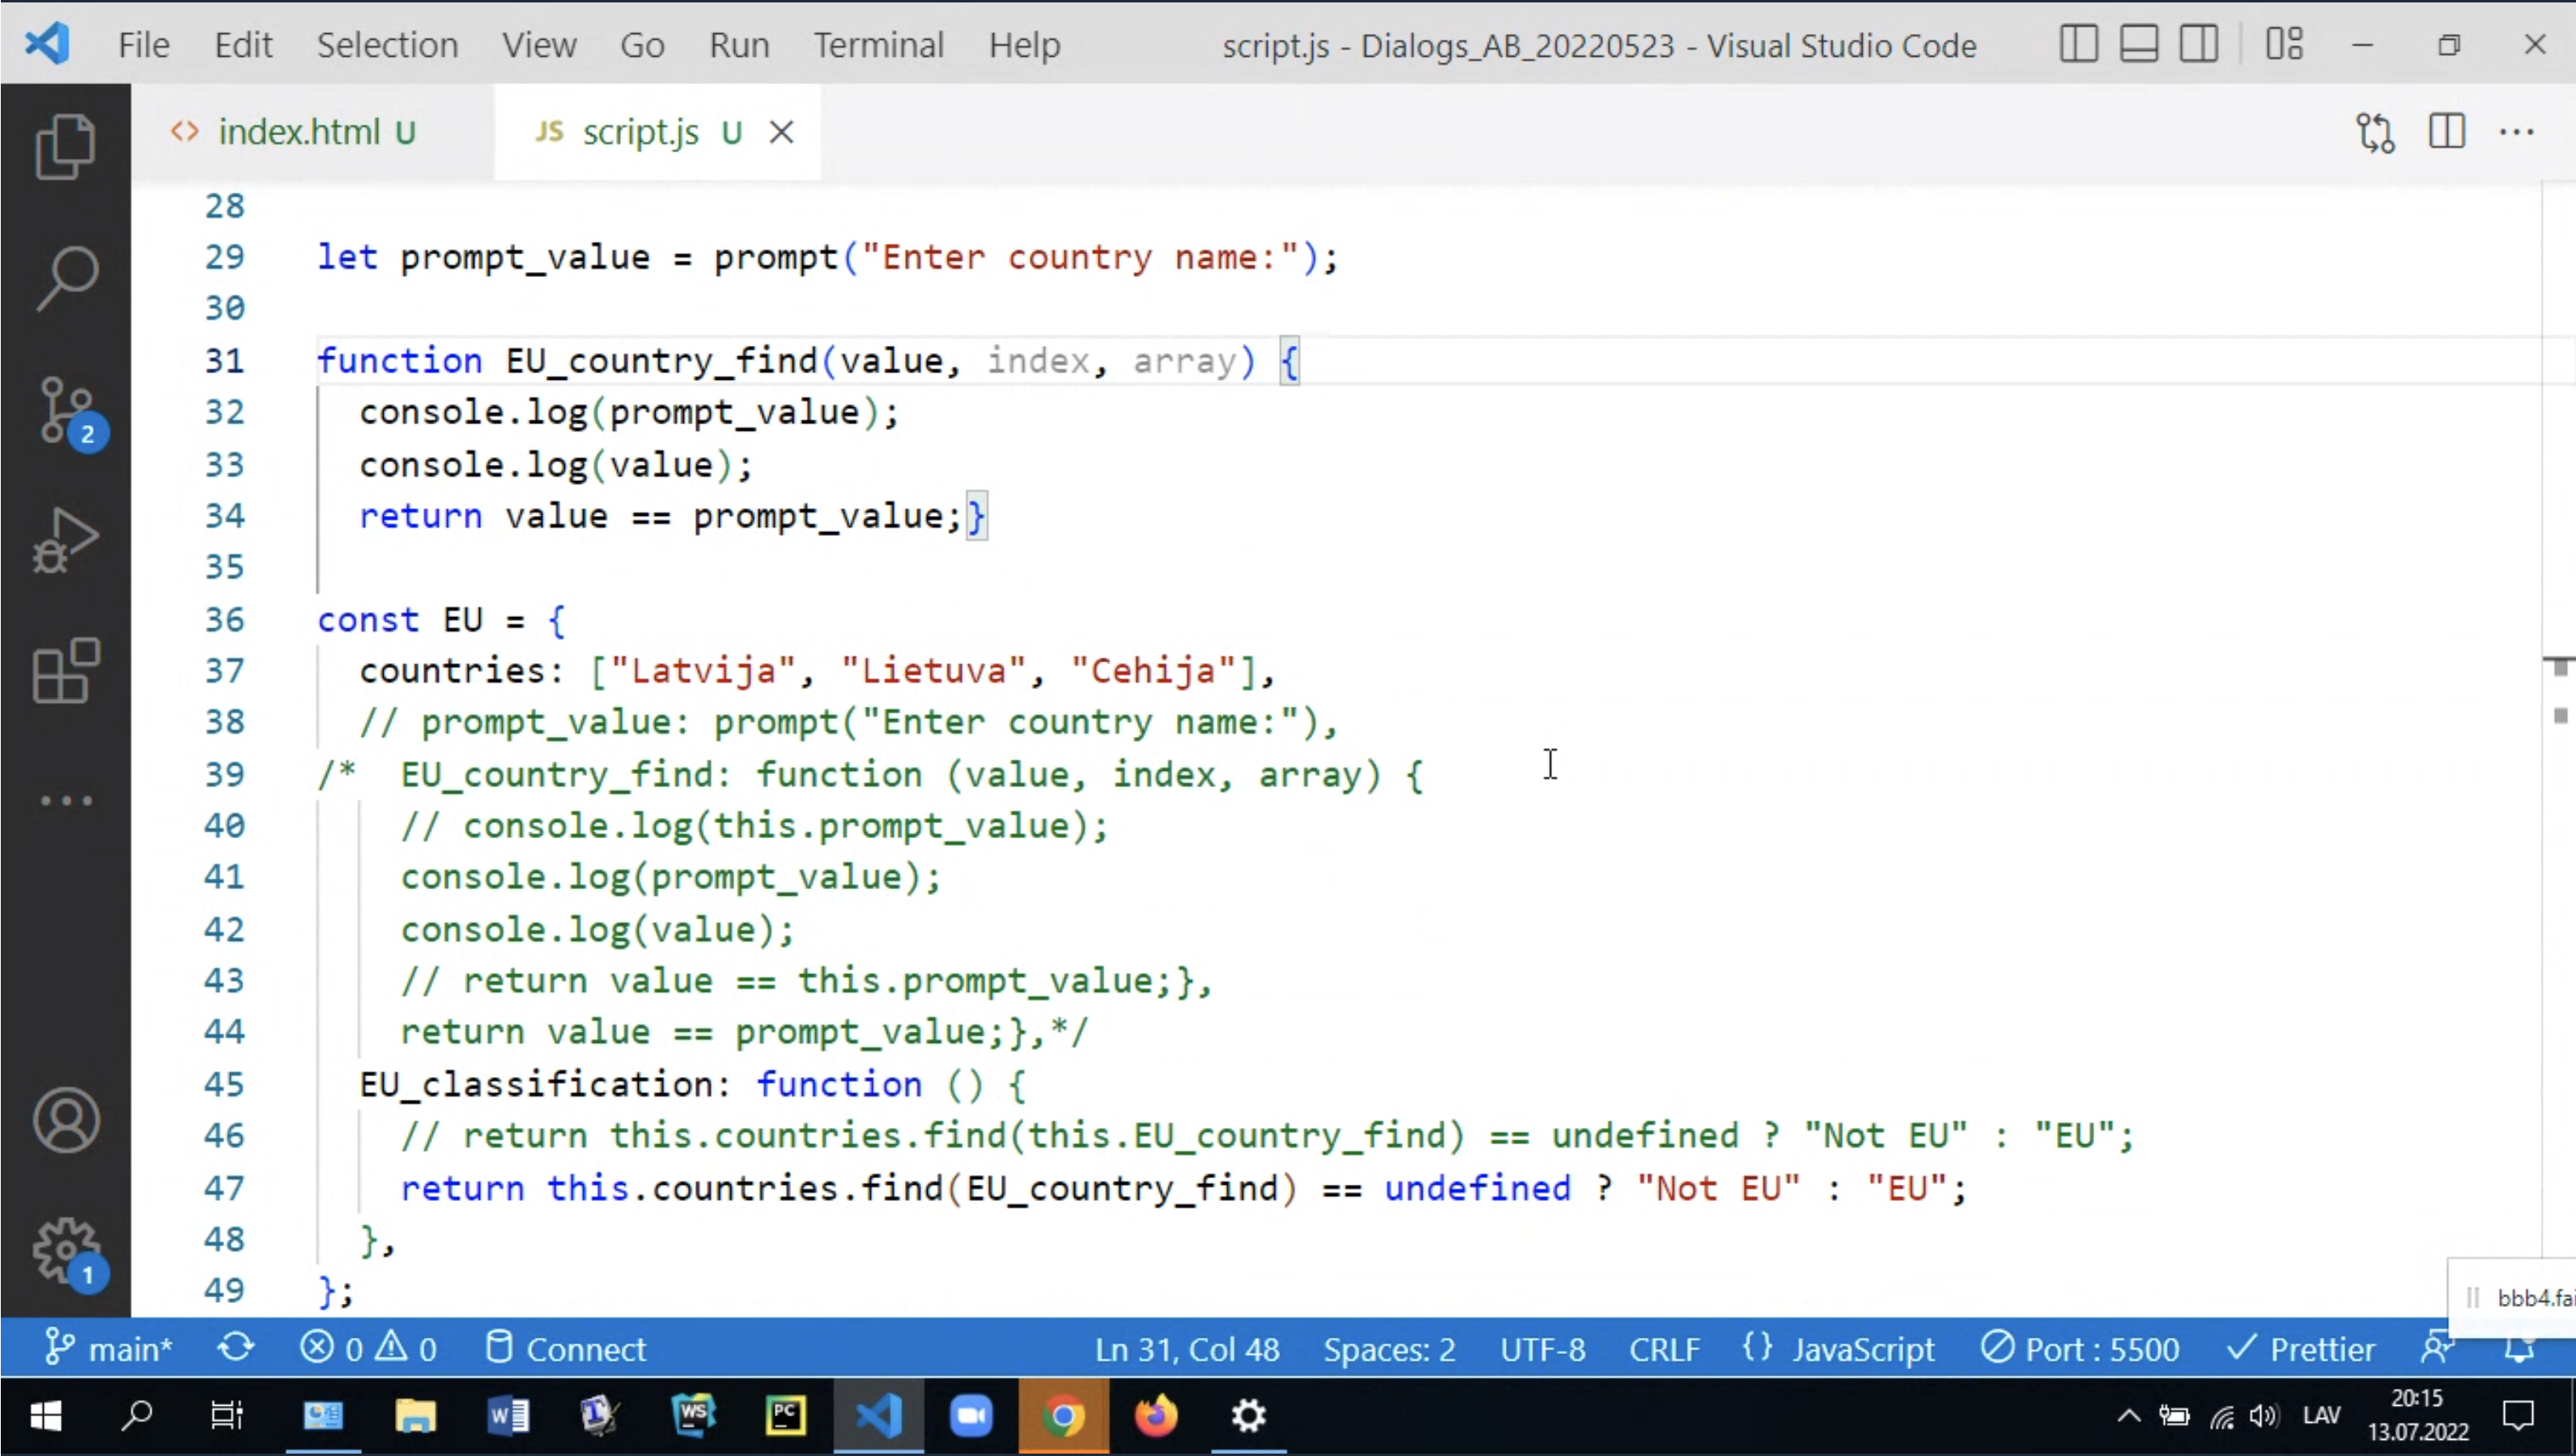 File Edit Selection View Go Run Terminal Help script.js - Dialogs_AB_20220523 - Visual Studio Code
index.html U JS script.js U
28
29 let prompt_value = prompt("Enter country name:");
30
31 function EU_country_find(value, index, array) {
32 console.log(prompt_value);
33 console.log(value);
34 return value == prompt_value;}
35
36 const EU = {
37 countries: ["Latvija", "Lietuva", "Cehija"],
38 // prompt_value: prompt("Enter country name:"),
39 /* EU_country_find: function (value, index, array) {
40 // console.log(this.prompt_value);
41 console.log(prompt_value);
42 console.log(value);
43 // return value == this.prompt_value;},
44 return value == prompt_value;},*/
45 EU_classification: function () {
46 // return this.countries.find(this.EU_country_find) == undefined ? "Not EU" : "EU";
47 return this.countries.find(EU_country_find) == undefined ? "Not EU" : "EU";
48 },
49 };
2
1
bbb4.fai
main* 0 0 Connect Ln 31, Col 48 Spaces: 2 UTF-8 CRLF {} JavaScript Port : 5500 Prettier
W WS PC LAV 20:15
13.07.2022